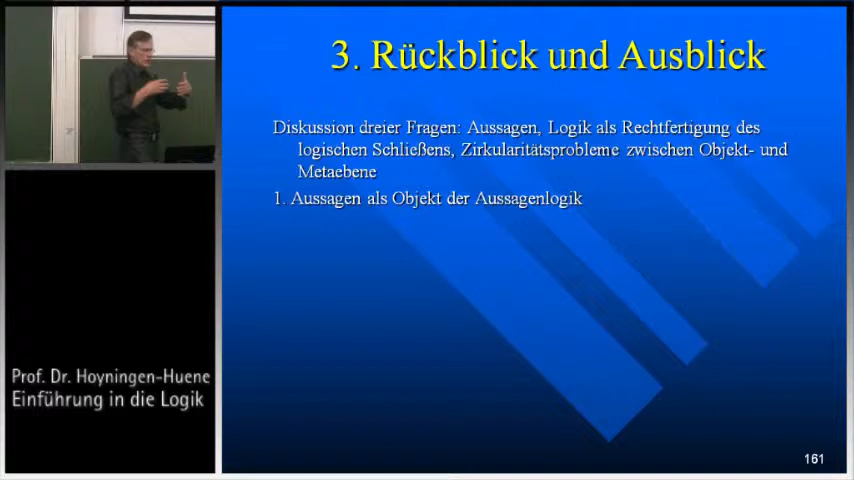 3. Rückblick und Ausblick
Diskussion dreier Fragen: Aussagen, Logik als Rechtfertigung des
logischen Schließens, Zirkularitätsprobleme zwischen Objekt- und
Metaebene
1. Aussagen als Objekt der Aussagenlogik
Prof. Dr. Hoyningen-Huene
Einführung in die Logik
161